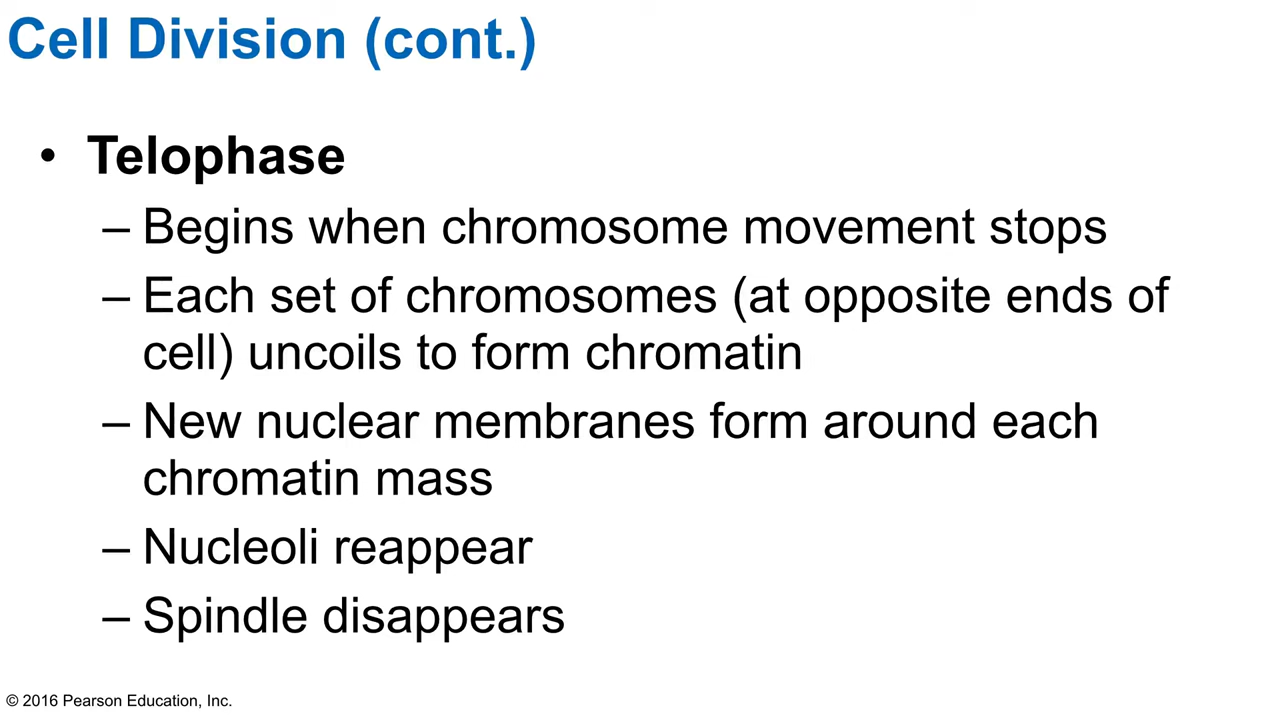 Cell Division (cont.)
• Telophase
– Begins when chromosome movement stops
– Each set of chromosomes (at opposite ends of
cell) uncoils to form chromatin
– New nuclear membranes form around each
chromatin mass
– Nucleoli reappear
– Spindle disappears
© 2016 Pearson Education, Inc.